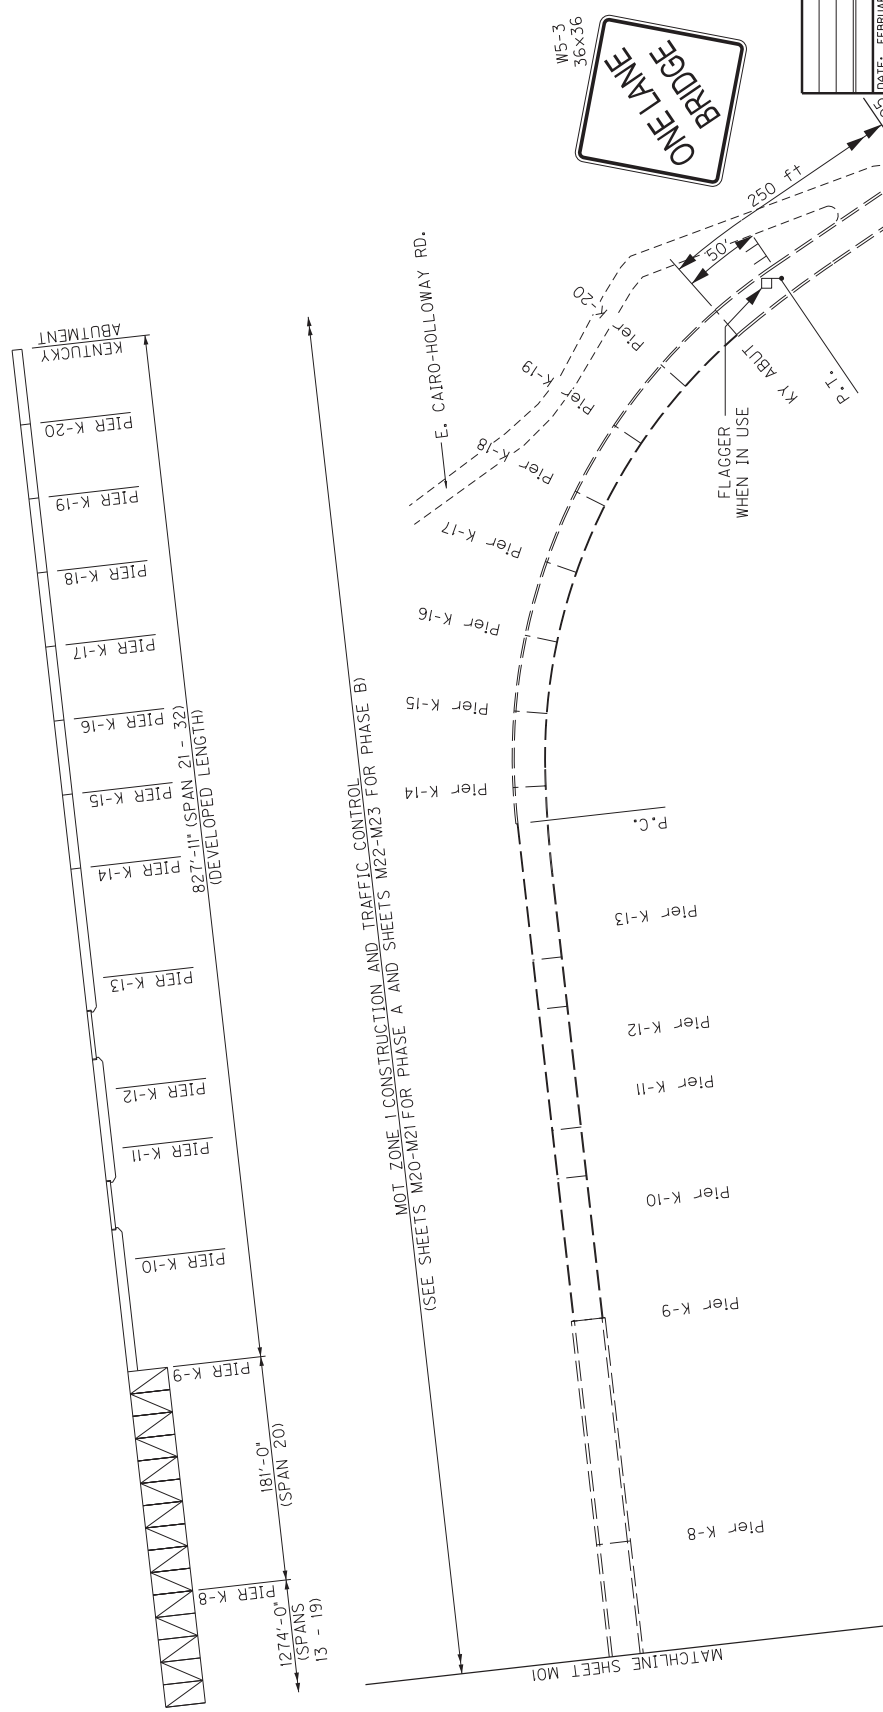 W5-3
36x36
ONE LANE
BRIDGE
DATE: FEBRUAR
250 ft
50'
E. CAIRO-HOLLOWAY RD.
KENTUCKY
ABUTMENT
PIER K-20
PIER K-19
PIER K-18
PIER K-17
PIER K-16
PIER K-15
PIER K-14
PIER K-13
PIER K-12
PIER K-11
PIER K-10
PIER K-9
PIER K-8
827'-11" (SPAN 21 - 32)
(DEVELOPED LENGTH)
181'-0"
(SPAN 20)
1274'-0"
(SPANS
13 - 19)
MOT ZONE 1 CONSTRUCTION AND TRAFFIC CONTROL
(SEE SHEETS M20-M21 FOR PHASE A AND SHEETS M22-M23 FOR PHASE B)
Pier K-20
Pier K-19
Pier K-18
Pier K-17
Pier K-16
Pier K-15
Pier K-14
P.C.
Pier K-13
Pier K-12
Pier K-11
Pier K-10
Pier K-9
Pier K-8
KY ABUT
P.T.
FLAGGER
WHEN IN USE
MATCHLINE SHEET M01